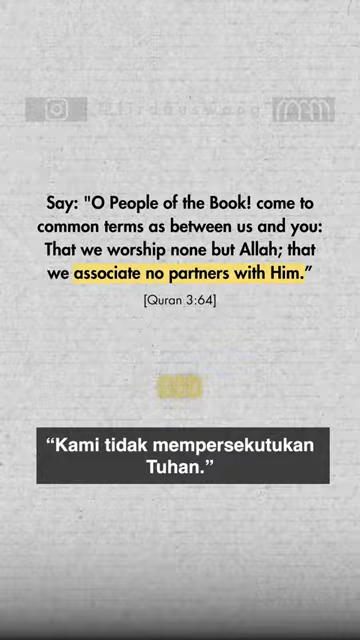 Say: "O People of the Book! come to
common terms as between us and you:
That we worship none but Allah; that
we associate no partners with Him."
[Quran 3:64]
“Kami tidak mempersekutukan
Tuhan.”